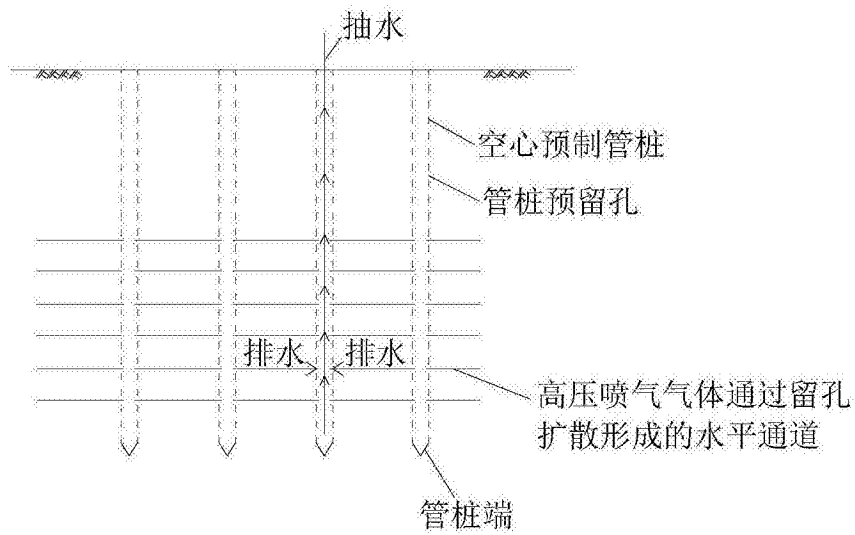 抽水
空心预制管桩
管桩预留孔
排水 排水
高压喷气气体通过留孔
扩散形成的水平通道
管桩端